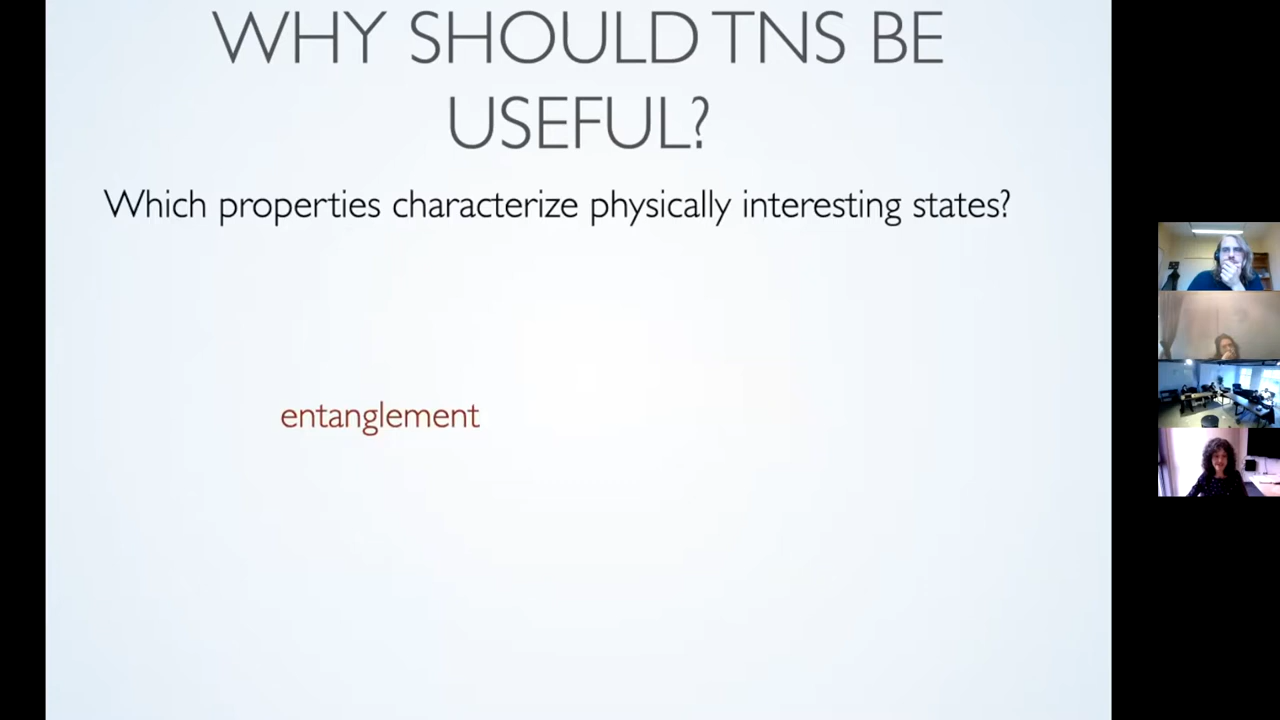 WHY SHOULD TNS BE
USEFUL?
Which properties characterize physically interesting states?
entanglement